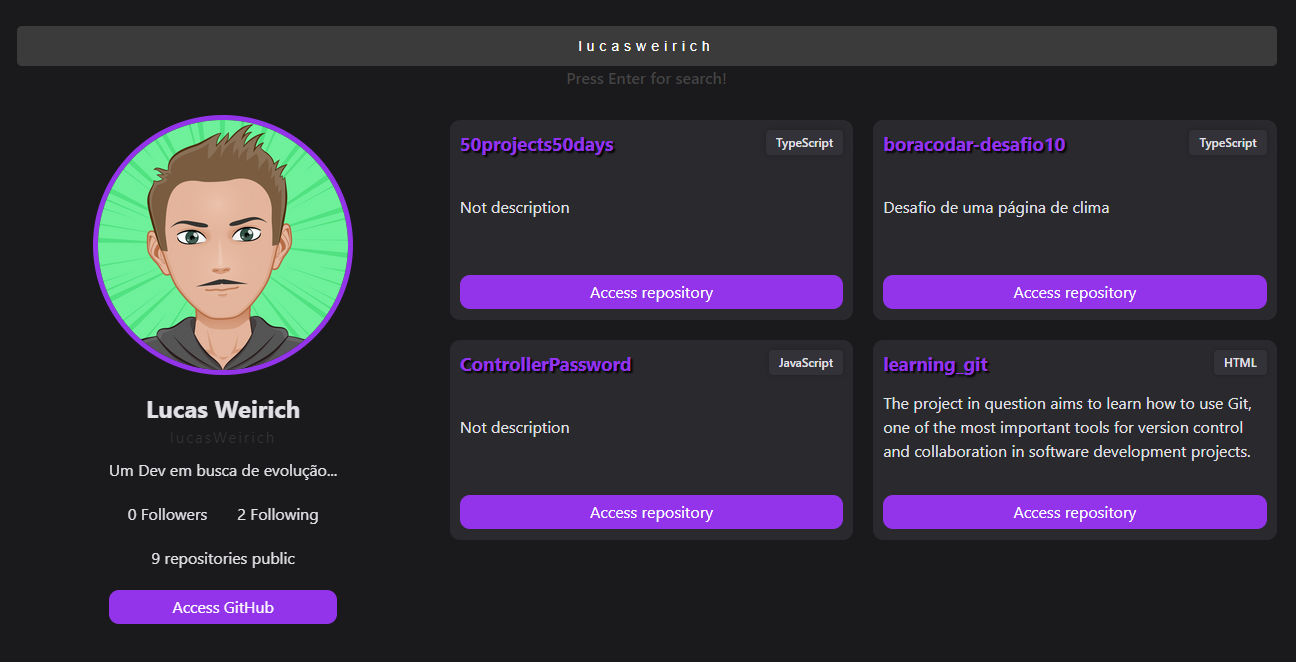 lucasweirich
Press Enter for search!
Lucas Weirich
lucasWeirich
Um Dev em busca de evolução...
0 Followers 2 Following
9 repositories public
Access GitHub
50projects50days
TypeScript
Not description
Access repository
boracodar-desafio10
TypeScript
Desafio de uma página de clima
Access repository
ControllerPassword
JavaScript
Not description
Access repository
learning_git
HTML
The project in question aims to learn how to use Git,
one of the most important tools for version control
and collaboration in software development projects.
Access repository